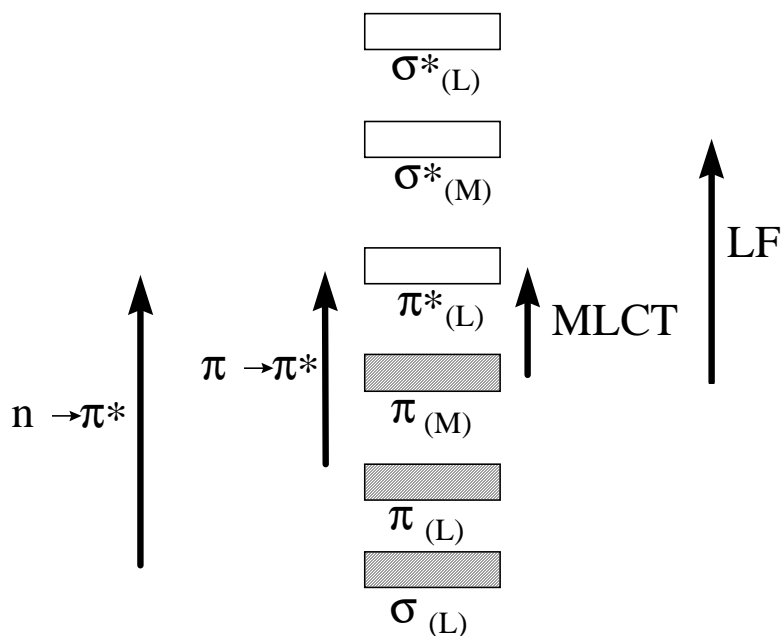 σ*(L)
σ*(M)
LF
π*(L)
MLCT
π →π*
n →π*
π (M)
π (L)
σ (L)